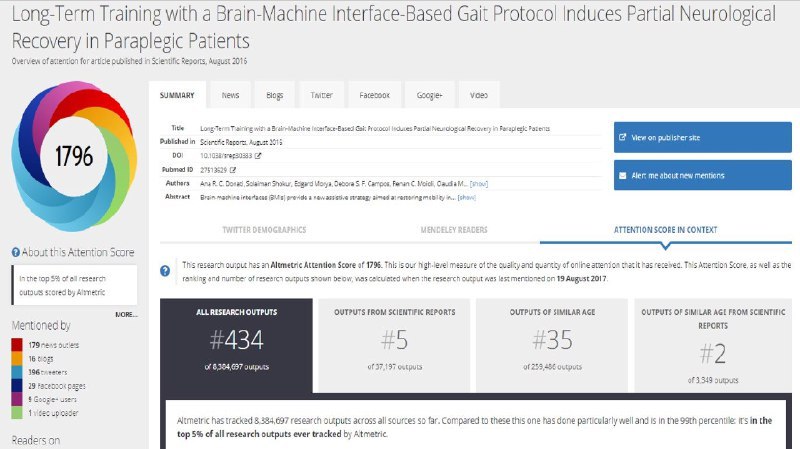 Long-Term Training with a Brain-Machine Interface-Based Gait Protocol Induces Partial Neurological
Recovery in Paraplegic Patients
Overview of attention for article published in Scientific Reports, August 2016
1796
About this Attention Score
In the top 5% of all research
outputs scored by Altmetric
MORE...
Mentioned by
179 news outlets
16 blogs
396 tweeters
29 Facebook pages
9 Google+ users
1 video uploader
Readers on
SUMMARY News Blogs Twitter Facebook Google+ Video
Title Long-Term Training with a Brain-Machine Interface-Based Gait Protocol Induces Partial Neurological Recovery in Paraplegic Patients
Published in Scientific Reports, August 2016
DOI 10.1038/srep30383
Pubmed ID 27513629
Authors Ana R. C. Donati, Solaiman Shokur, Edgard Morya, Debora S. F. Campos, Renan C. Moioli, Claudia M... [show]
Abstract Brain-machine interfaces (BMIs) provide a new assistive strategy aimed at restoring mobility in... [show]
View on publisher site
Alert me about new mentions
TWITTER DEMOGRAPHICS MENDELEY READERS ATTENTION SCORE IN CONTEXT
? This research output has an Altmetric Attention Score of 1796. This is our high-level measure of the quality and quantity of online attention that it has received. This Attention Score, as well as the
ranking and number of research outputs shown below, was calculated when the research output was last mentioned on 19 August 2017.
ALL RESEARCH OUTPUTS
#434
of 8,384,697 outputs
OUTPUTS FROM SCIENTIFIC REPORTS
#5
of 37,197 outputs
OUTPUTS OF SIMILAR AGE
#35
of 259,486 outputs
OUTPUTS OF SIMILAR AGE FROM SCIENTIFIC
REPORTS
#2
of 3,349 outputs
Altmetric has tracked 8,384,697 research outputs across all sources so far. Compared to these this one has done particularly well and is in the 99th percentile: it's in the
top 5% of all research outputs ever tracked by Altmetric.